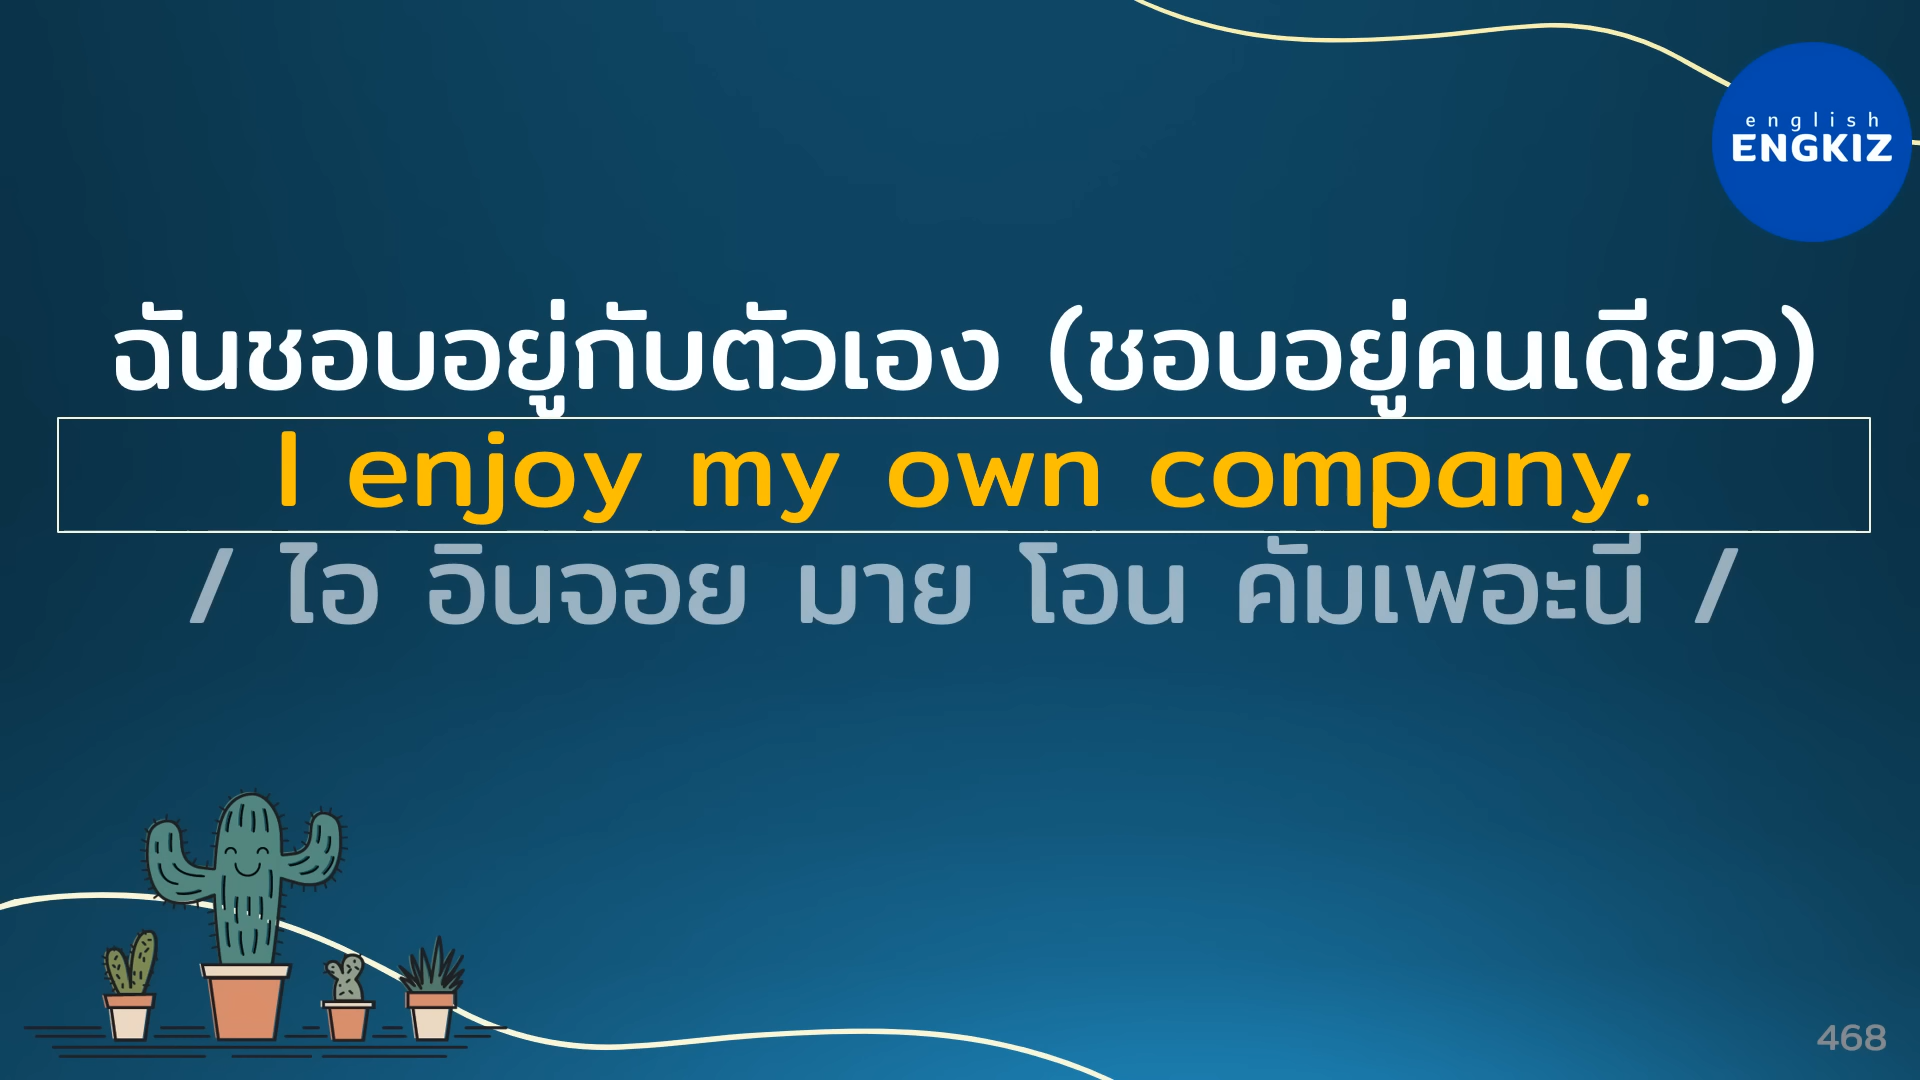 english
ENGKIZ
ฉันชอบอยู่กับตัวเอง (ชอบอยู่คนเดียว)
I enjoy my own company.
/ ไอ อินจอย มาย โอน คัมเพอะนี /
468